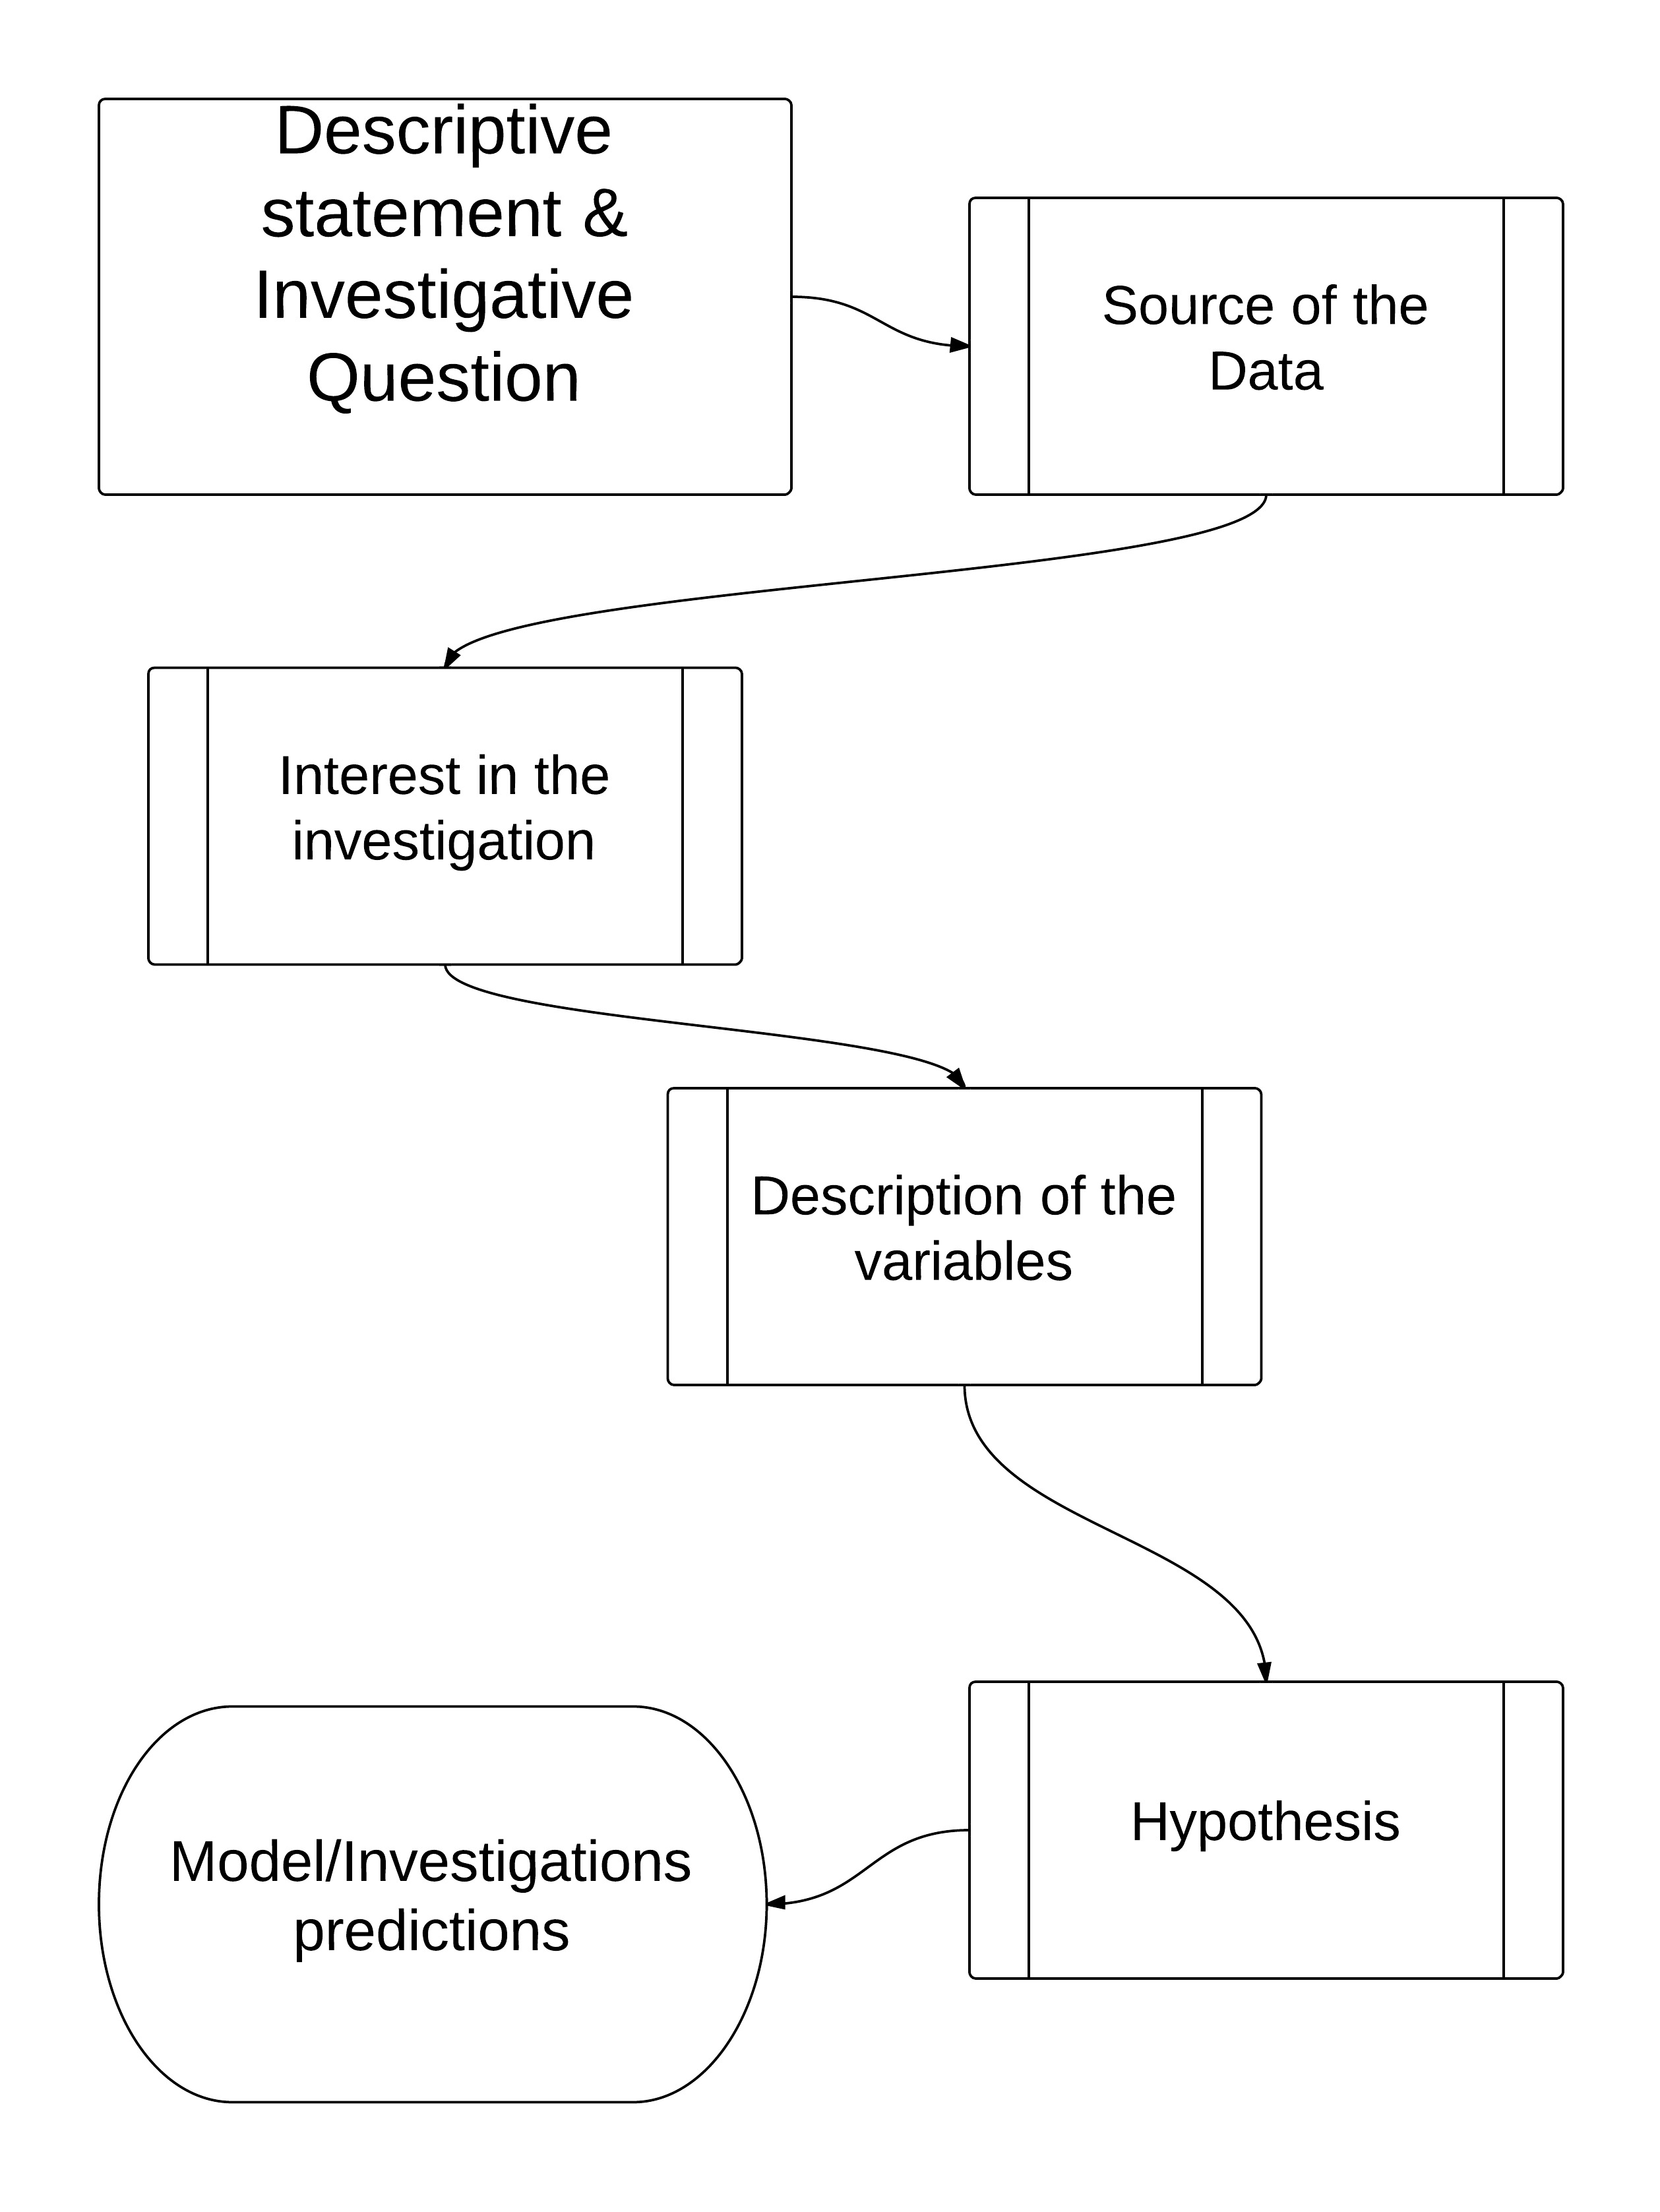 Descriptive
statement &
Investigative
Question
Source of the
Data
Interest in the
investigation
Description of the
variables
Hypothesis
Model/Investigations
predictions